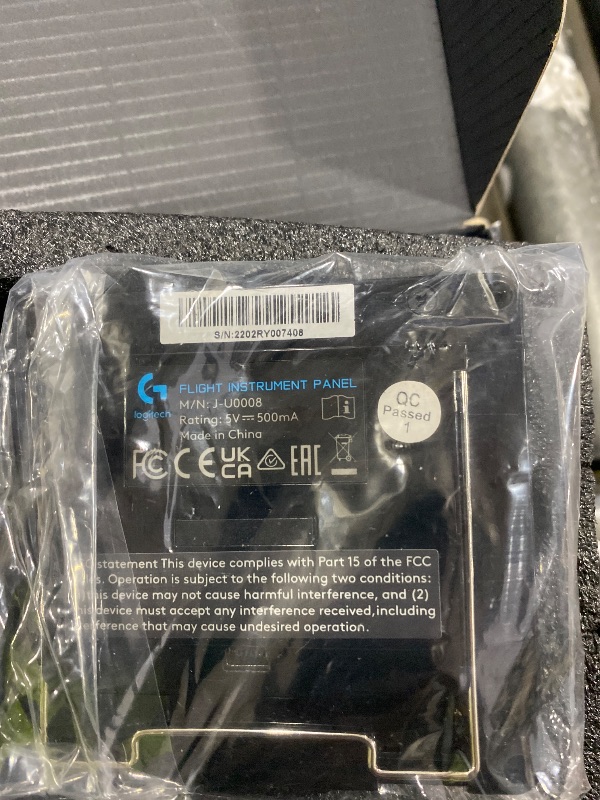 S/N:2202RY007408
logitech
FLIGHT INSTRUMENT PANEL
M/N: J-U0008
Rating: 5V⎓500mA
Made in China
QC
Passed
1
FCC CE UK CA EAC
statement This device complies with Part 15 of the FCC
Operation is subject to the following two conditions:
this device may not cause harmful interference, and (2)
device must accept any interference received,including
interference that may cause undesired operation.